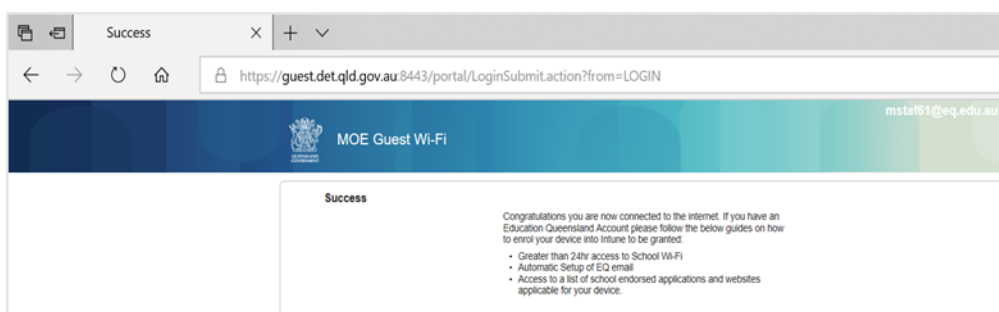 Success
https://guest.det.qld.gov.au:8443/portal/LoginSubmit.action?from=LOGIN
mstaf61@eq.edu.au
MOE Guest Wi-Fi
QUEENSLAND
GOVERNMENT
Success
Congratulations you are now connected to the internet. If you have an
Education Queensland Account please follow the below guides on how
to enrol your device into Intune to be granted:
• Greater than 24hr access to School Wi-Fi
• Automatic Setup of EQ email
• Access to a list of school endorsed applications and websites
applicable for your device.